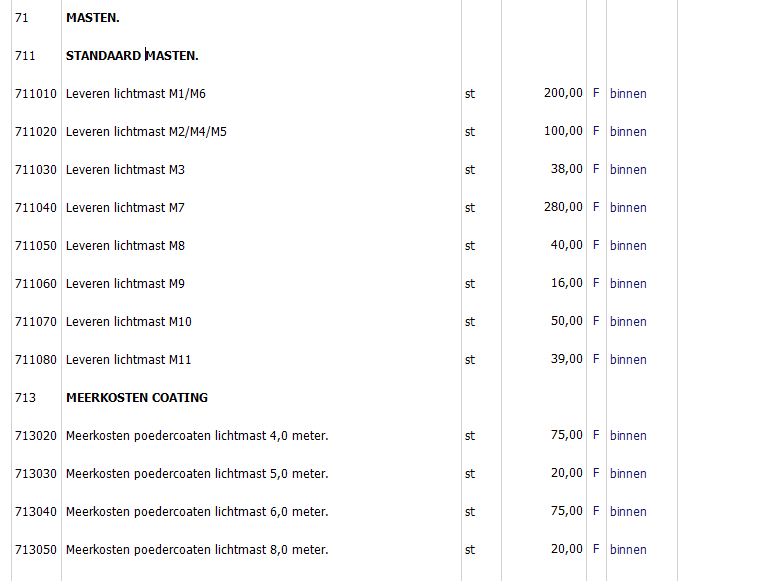 71 MASTEN.
711 STANDAARD MASTEN.
711010 Leveren lichtmast M1/M6 st 200,00 F binnen
711020 Leveren lichtmast M2/M4/M5 st 100,00 F binnen
711030 Leveren lichtmast M3 st 38,00 F binnen
711040 Leveren lichtmast M7 st 280,00 F binnen
711050 Leveren lichtmast M8 st 40,00 F binnen
711060 Leveren lichtmast M9 st 16,00 F binnen
711070 Leveren lichtmast M10 st 50,00 F binnen
711080 Leveren lichtmast M11 st 39,00 F binnen
713 MEERKOSTEN COATING
713020 Meerkosten poedercoaten lichtmast 4,0 meter. st 75,00 F binnen
713030 Meerkosten poedercoaten lichtmast 5,0 meter. st 20,00 F binnen
713040 Meerkosten poedercoaten lichtmast 6,0 meter. st 75,00 F binnen
713050 Meerkosten poedercoaten lichtmast 8,0 meter. st 20,00 F binnen